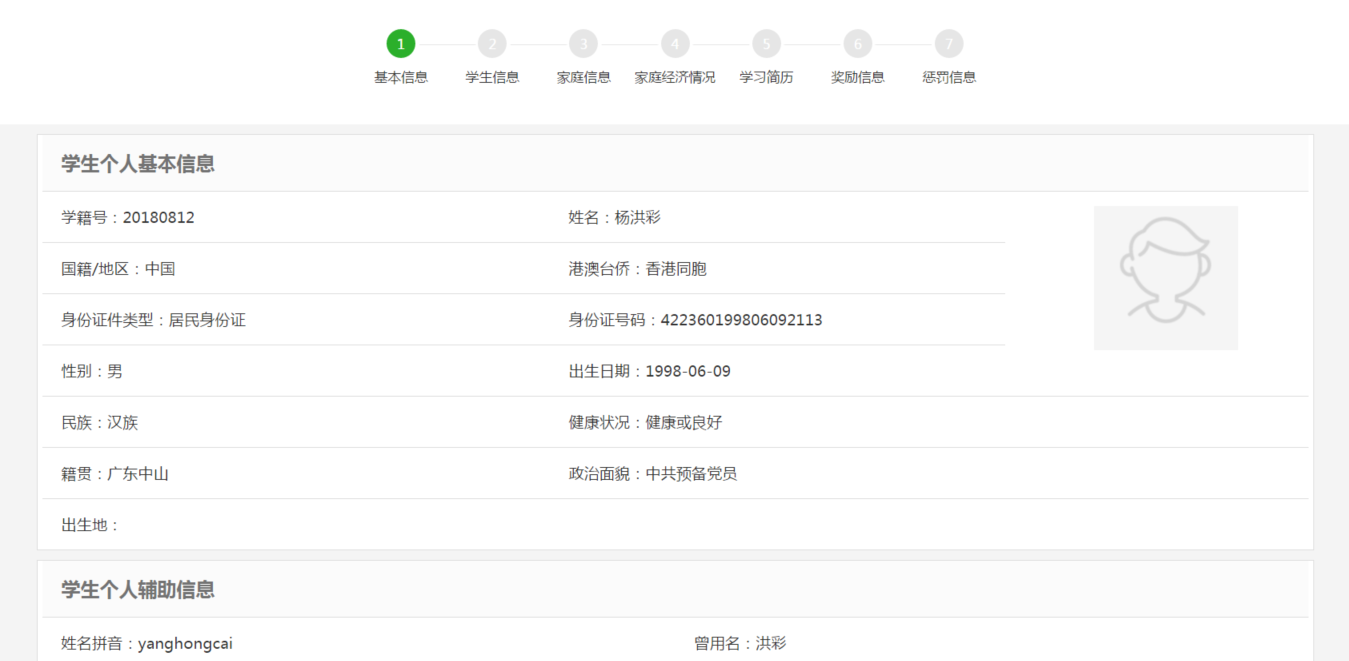 1 2 3 4 5 6 7
基本信息 学生信息 家庭信息 家庭经济情况 学习简历 奖励信息 惩罚信息
学生个人基本信息
学籍号：20180812 姓名：杨洪彩
国籍/地区：中国 港澳台侨：香港同胞
身份证件类型：居民身份证 身份证号码：422360199806092113
性别：男 出生日期：1998-06-09
民族：汉族 健康状况：健康或良好
籍贯：广东中山 政治面貌：中共预备党员
出生地：
学生个人辅助信息
姓名拼音：yanghongcai 曾用名：洪彩